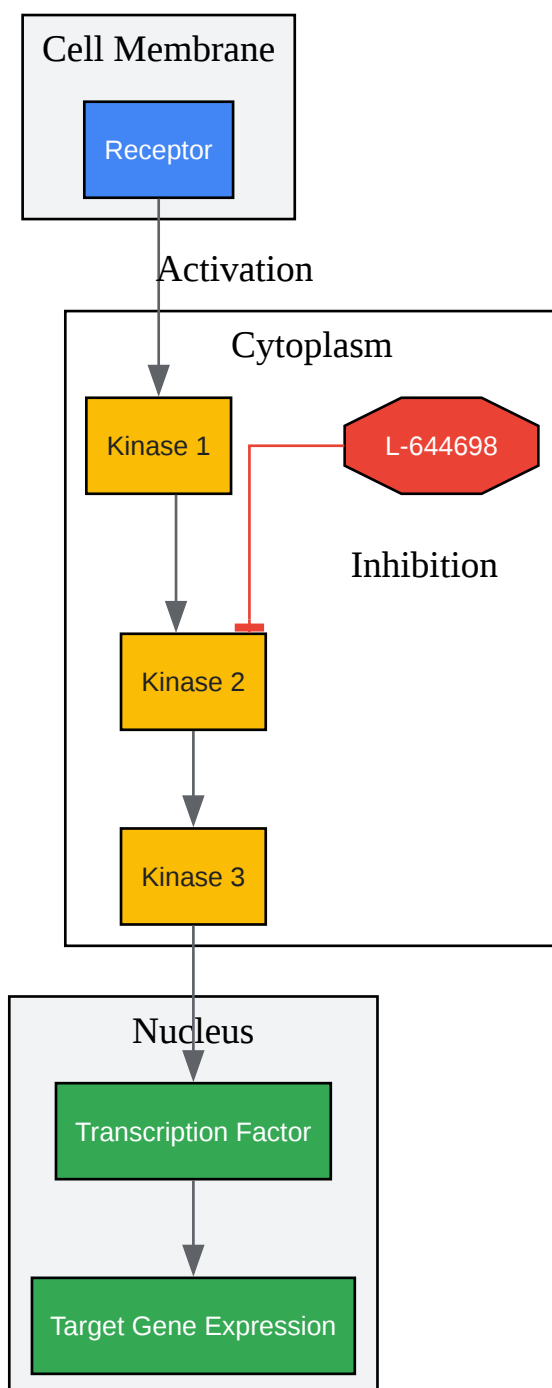 Cell Membrane
Receptor
Activation
Cytoplasm
Kinase 1
L-644698
Inhibition
Kinase 2
Kinase 3
Nucleus
Transcription Factor
Target Gene Expression